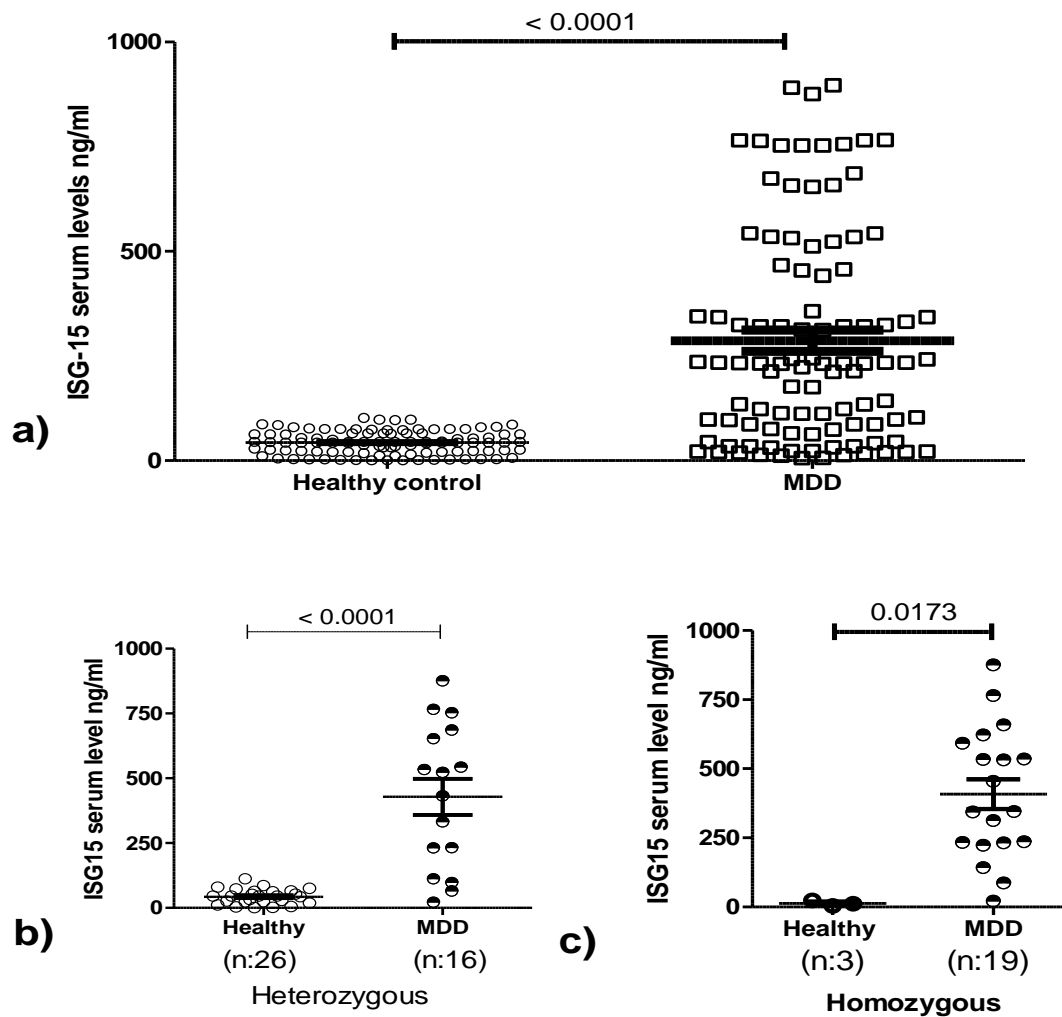 < 0.0001
1000
500
0
ISG-15 serum levels ng/ml
a)
Healthy control MDD
< 0.0001
1000
750
500
250
0
ISG15 serum level ng/ml
b)
Healthy MDD
(n:26) (n:16)
Heterozygous
0.0173
1000
750
500
250
0
ISG15 serum level ng/ml
c)
Healthy MDD
(n:3) (n:19)
Homozygous